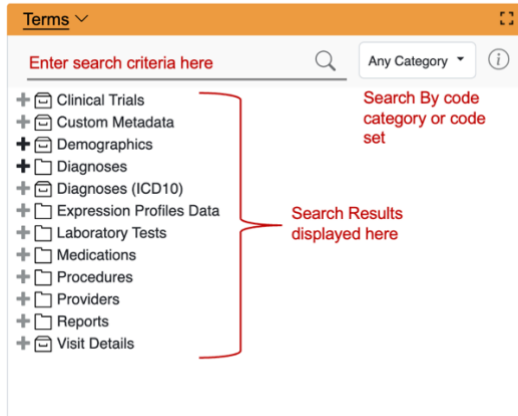 Terms
Enter search criteria here
Any Category
Search By code
category or code
set
Clinical Trials
Custom Metadata
Demographics
Diagnoses
Diagnoses (ICD10)
Expression Profiles Data
Laboratory Tests
Medications
Procedures
Providers
Reports
Visit Details
Search Results
displayed here